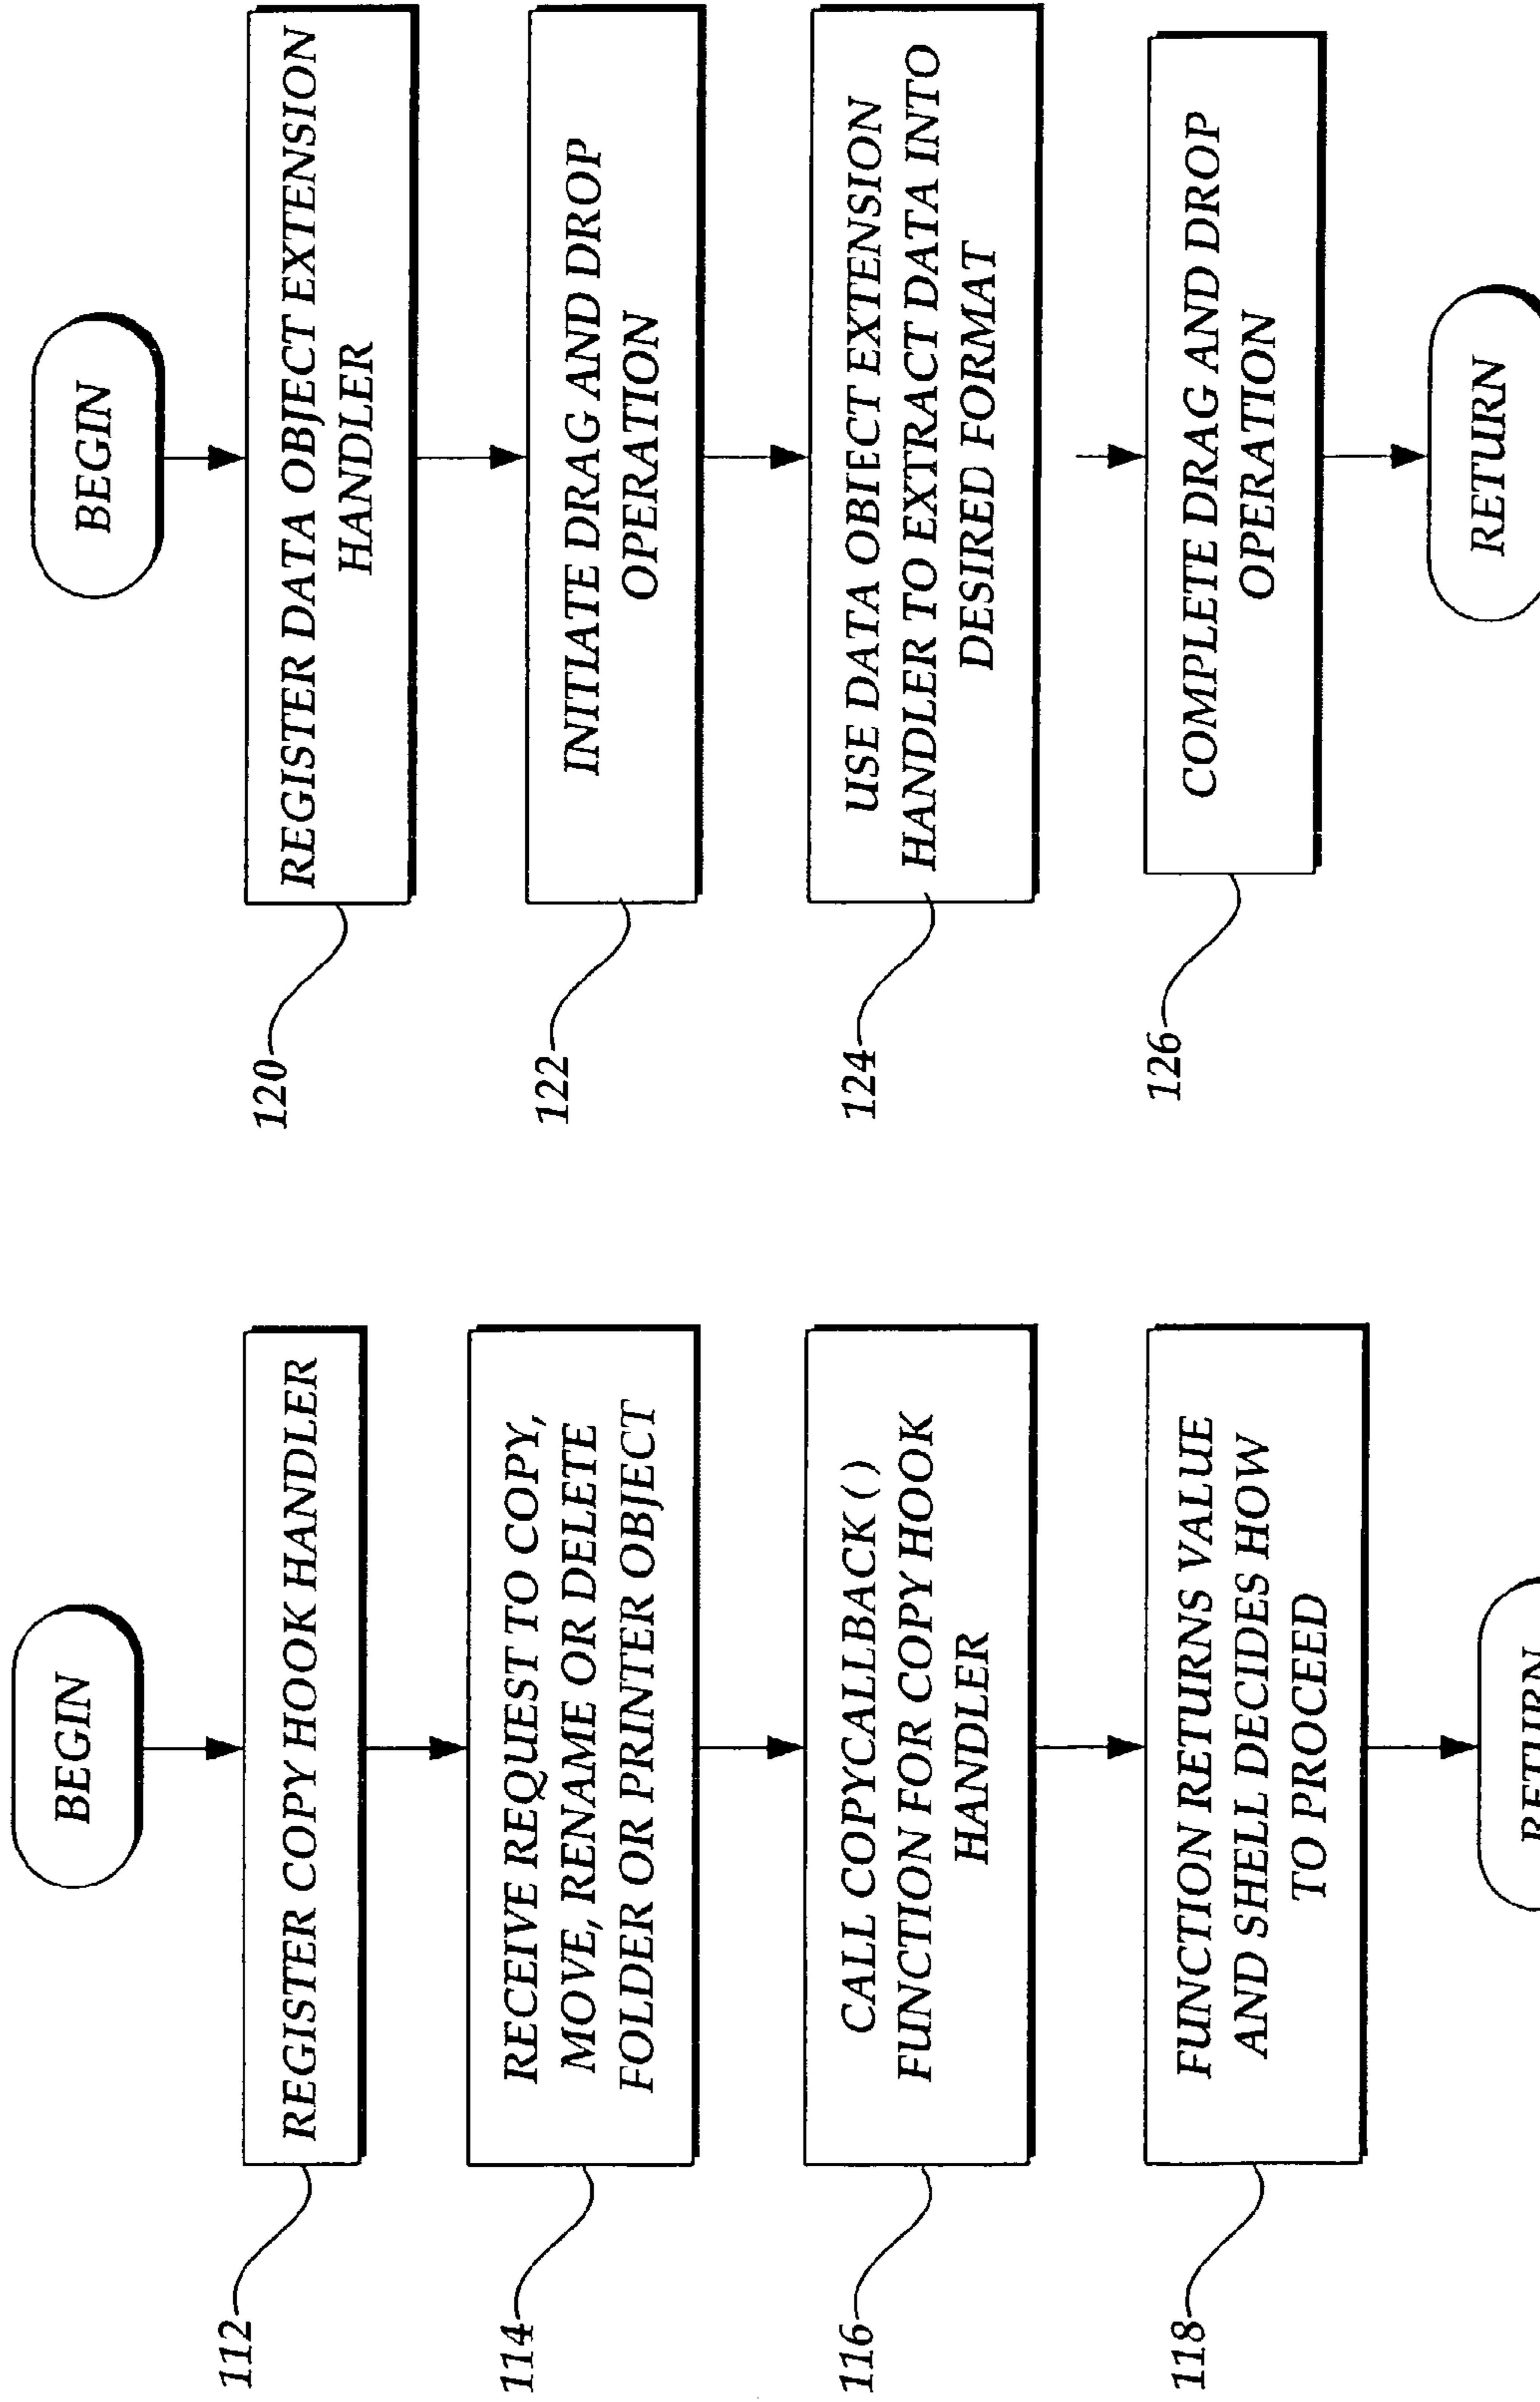 BEGIN
112
REGISTER COPY HOOK HANDLER
114
RECEIVE REQUEST TO COPY,
MOVE, RENAME OR DELETE
FOLDER OR PRINTER OBJECT
116
CALL COPYCALLBACK ()
FUNCTION FOR COPY HOOK
HANDLER
118
FUNCTION RETURNS VALUE
AND SHELL DECIDES HOW
TO PROCEED
RETURN
BEGIN
120
REGISTER DATA OBJECT EXTENSION
HANDLER
122
INITIATE DRAG AND DROP
OPERATION
124
USE DATA OBJECT EXTENSION
HANDLER TO EXTRACT DATA INTO
DESIRED FORMAT
126
COMPLETE DRAG AND DROP
OPERATION
RETURN